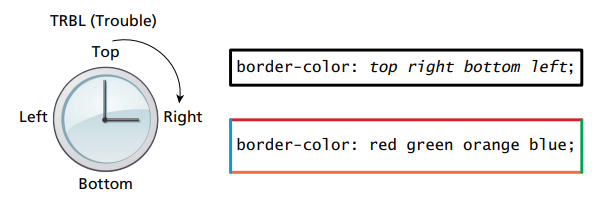 TRBL (Trouble)
Top
Left
Right
Bottom
border-color: top right bottom left;
border-color: red green orange blue;